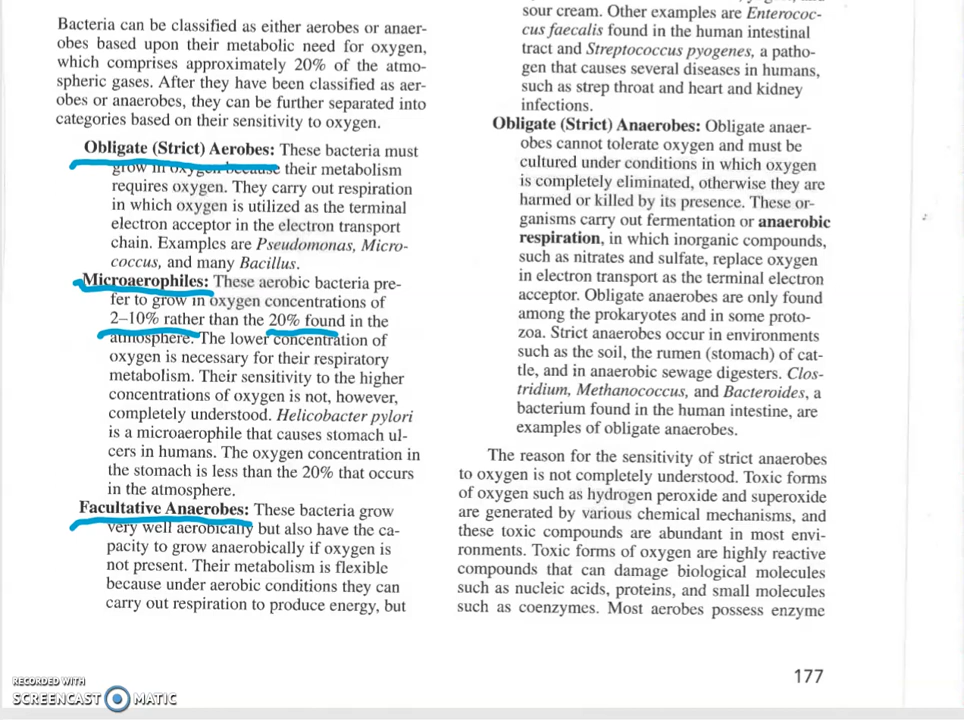 Bacteria can be classified as either aerobes or anaer-
obes based upon their metabolic need for oxygen,
which comprises approximately 20% of the atmo-
spheric gases. After they have been classified as aer-
obes or anaerobes, they can be further separated into
categories based on their sensitivity to oxygen.
Obligate (Strict) Aerobes: These bacteria must
grow in oxygen because their metabolism
requires oxygen. They carry out respiration
in which oxygen is utilized as the terminal
electron acceptor in the electron transport
chain. Examples are Pseudomonas, Micro-
coccus, and many Bacillus.
Microaerophiles: These aerobic bacteria pre-
fer to grow in oxygen concentrations of
2–10% rather than the 20% found in the
atmosphere. The lower concentration of
oxygen is necessary for their respiratory
metabolism. Their sensitivity to the higher
concentrations of oxygen is not, however,
completely understood. Helicobacter pylori
is a microaerophile that causes stomach ul-
cers in humans. The oxygen concentration in
the stomach is less than the 20% that occurs
in the atmosphere.
Facultative Anaerobes: These bacteria grow
very well aerobically but also have the ca-
pacity to grow anaerobically if oxygen is
not present. Their metabolism is flexible
because under aerobic conditions they can
carry out respiration to produce energy, but
sour cream. Other examples are Enterococ-
cus faecalis found in the human intestinal
tract and Streptococcus pyogenes, a patho-
gen that causes several diseases in humans,
such as strep throat and heart and kidney
infections.
Obligate (Strict) Anaerobes: Obligate anaer-
obes cannot tolerate oxygen and must be
cultured under conditions in which oxygen
is completely eliminated, otherwise they are
harmed or killed by its presence. These or-
ganisms carry out fermentation or anaerobic
respiration, in which inorganic compounds,
such as nitrates and sulfate, replace oxygen
in electron transport as the terminal electron
acceptor. Obligate anaerobes are only found
among the prokaryotes and in some proto-
zoa. Strict anaerobes occur in environments
such as the soil, the rumen (stomach) of cat-
tle, and in anaerobic sewage digesters. Clos-
tridium, Methanococcus, and Bacteroides, a
bacterium found in the human intestine, are
examples of obligate anaerobes.
The reason for the sensitivity of strict anaerobes
to oxygen is not completely understood. Toxic forms
of oxygen such as hydrogen peroxide and superoxide
are generated by various chemical mechanisms, and
these toxic compounds are abundant in most envi-
ronments. Toxic forms of oxygen are highly reactive
compounds that can damage biological molecules
such as nucleic acids, proteins, and small molecules
such as coenzymes. Most aerobes possess enzyme
177
RECORDED WITH
SCREENCAST MATIC